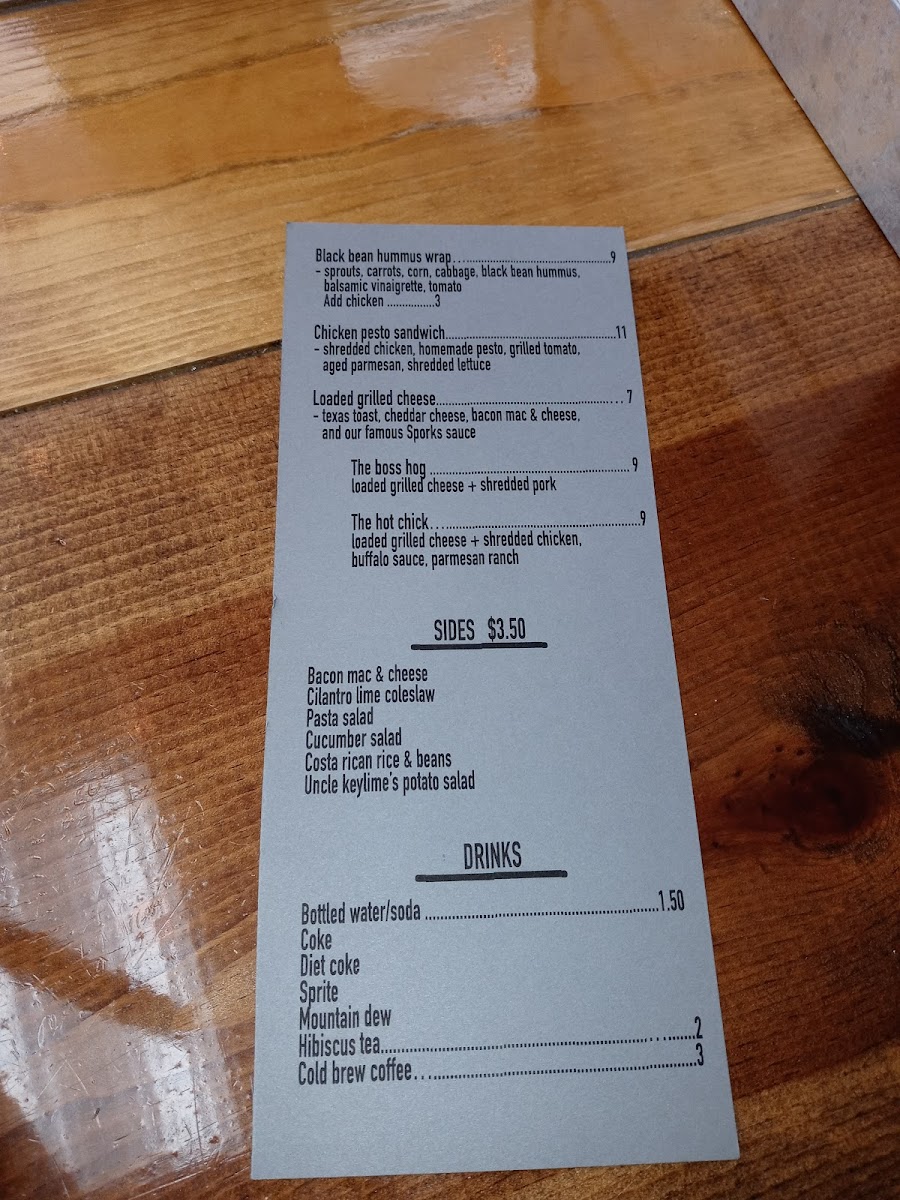 Black bean hummus wrap................................9
- sprouts, carrots, corn, cabbage, black bean hummus,
balsamic vinaigrette, tomato
Add chicken ...............3
Chicken pesto sandwich................................................11
- shredded chicken, homemade pesto, grilled tomato,
aged parmesan, shredded lettuce
Loaded grilled cheese....................................................7
- texas toast, cheddar cheese, bacon mac & cheese,
and our famous Sporks sauce
The boss hog ....................................................9
loaded grilled cheese + shredded pork
The hot chick....................................................9
loaded grilled cheese + shredded chicken,
buffalo sauce, parmesan ranch
SIDES $3.50
Bacon mac & cheese
Cilantro lime coleslaw
Pasta salad
Cucumber salad
Costa rican rice & beans
Uncle keylime's potato salad
DRINKS
Bottled water/soda ....................................................1.50
Coke
Diet coke
Sprite
Mountain dew
Hibiscus tea....................................................2
Cold brew coffee....................................................3